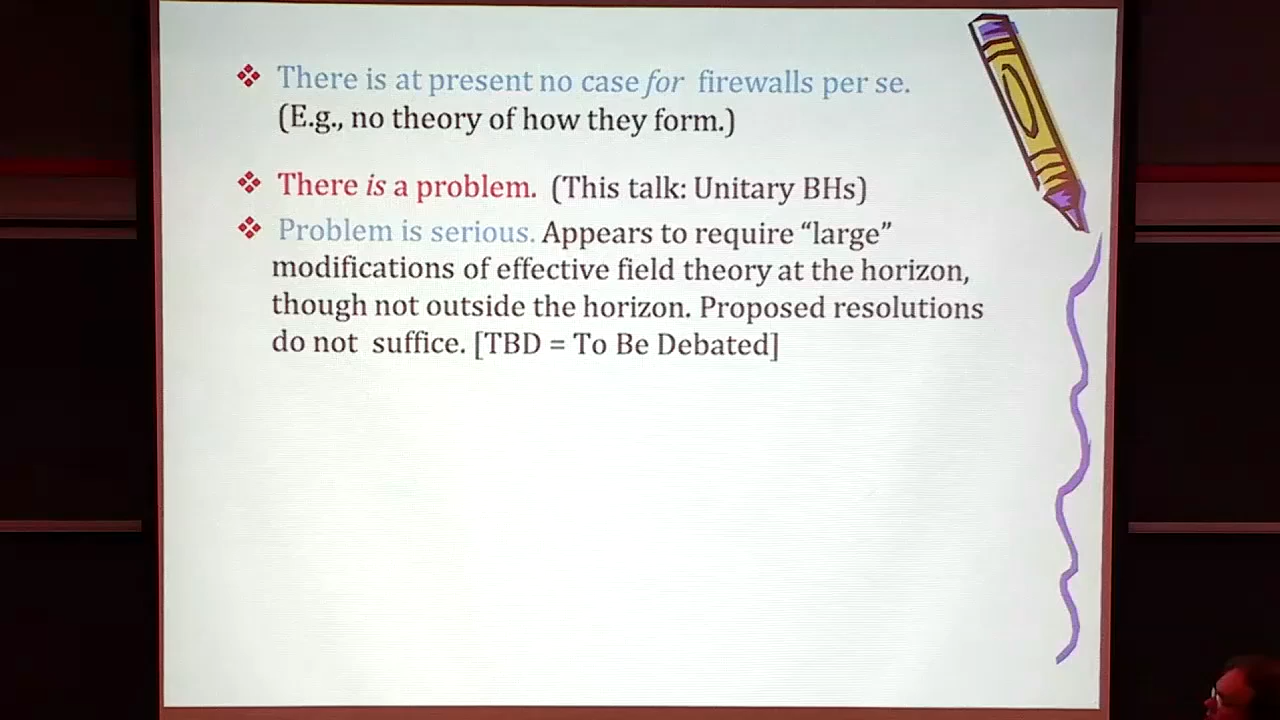 There is at present no case for firewalls per se.
(E.g., no theory of how they form.)
There is a problem. (This talk: Unitary BHs)
Problem is serious. Appears to require “large”
modifications of effective field theory at the horizon,
though not outside the horizon. Proposed resolutions
do not suffice. [TBD = To Be Debated]